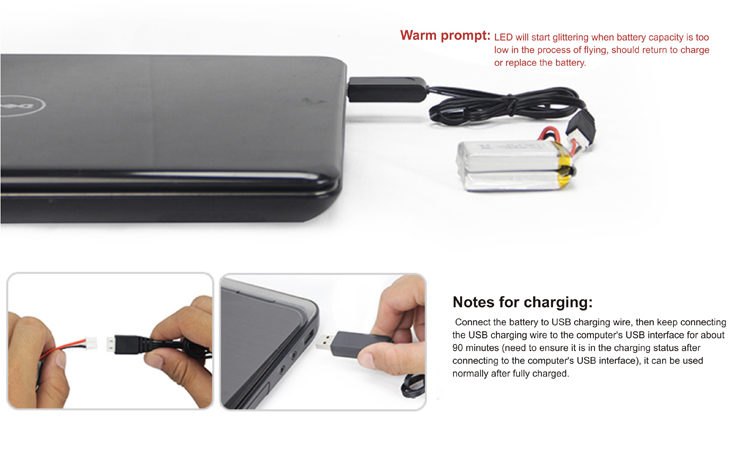 Warm prompt: LED will start glittering when battery capacity is too
low in the process of flying, should return to charge
or replace the battery.
Notes for charging:
Connect the battery to USB charging wire, then keep connecting
the USB charging wire to the computer's USB interface for about
90 minutes (need to ensure it is in the charging status after
connecting to the computer's USB interface), it can be used
normally after fully charged.